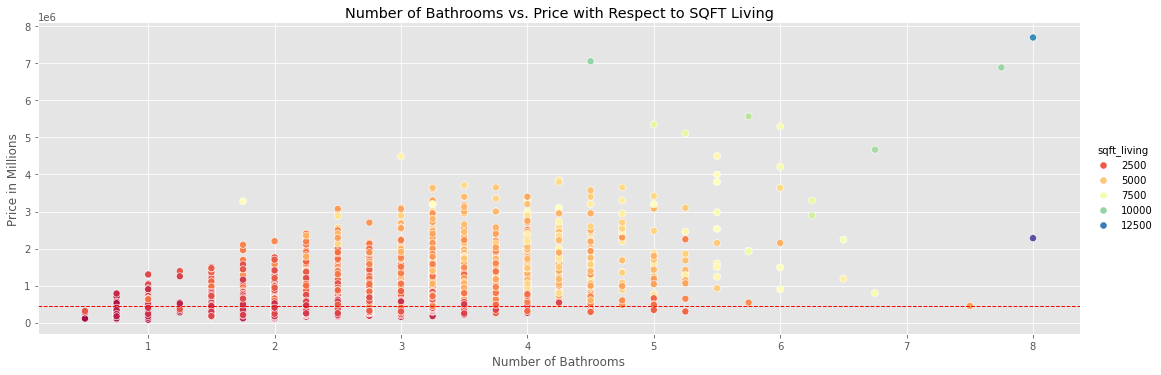 Number of Bathrooms vs. Price with Respect to SQFT Living
1e6
8
7
6
5
4
3
2
1
0
Price in Millions
1 2 3 4 5 6 7 8
Number of Bathrooms
sqft_living
2500
5000
7500
10000
12500